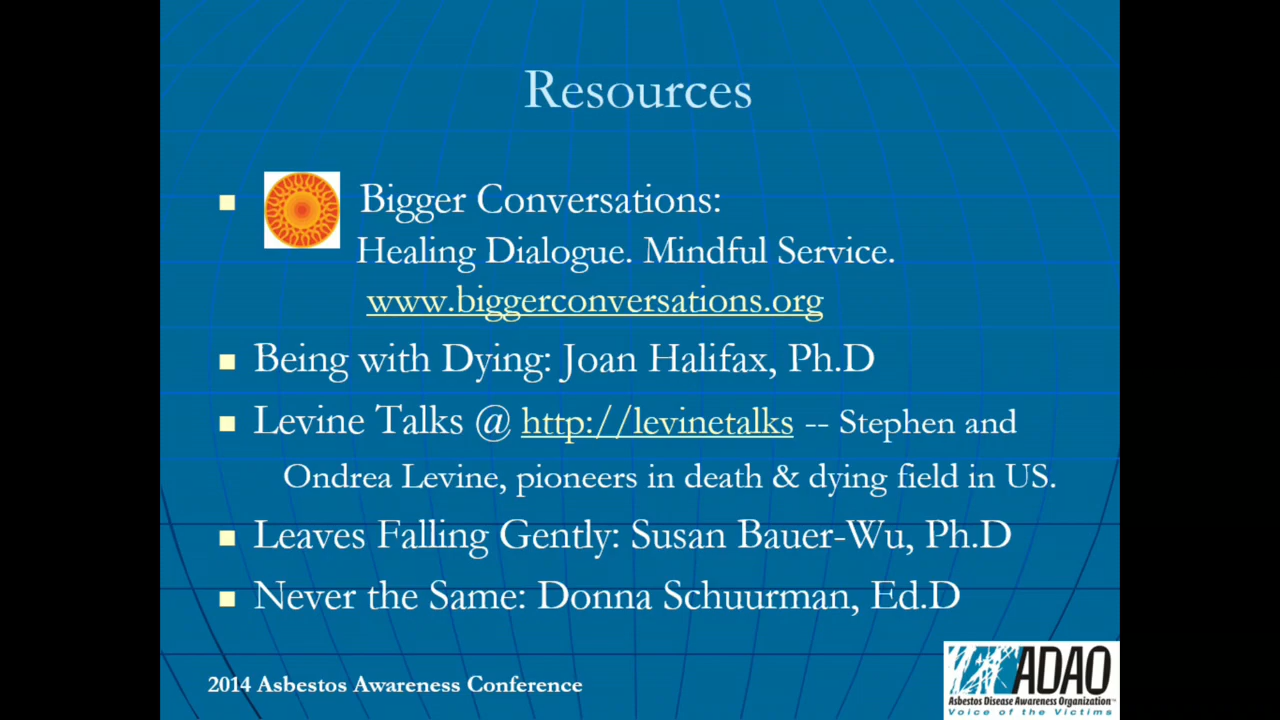 Resources
Bigger Conversations:
Healing Dialogue. Mindful Service.
www.biggerconversations.org
Being with Dying: Joan Halifax, Ph.D
Levine Talks @ http://levinetalks -- Stephen and
Ondrea Levine, pioneers in death & dying field in US.
Leaves Falling Gently: Susan Bauer-Wu, Ph.D
Never the Same: Donna Schuurman, Ed.D
2014 Asbestos Awareness Conference
ADAO
Asbestos Disease Awareness Organization
Voice of the Victims